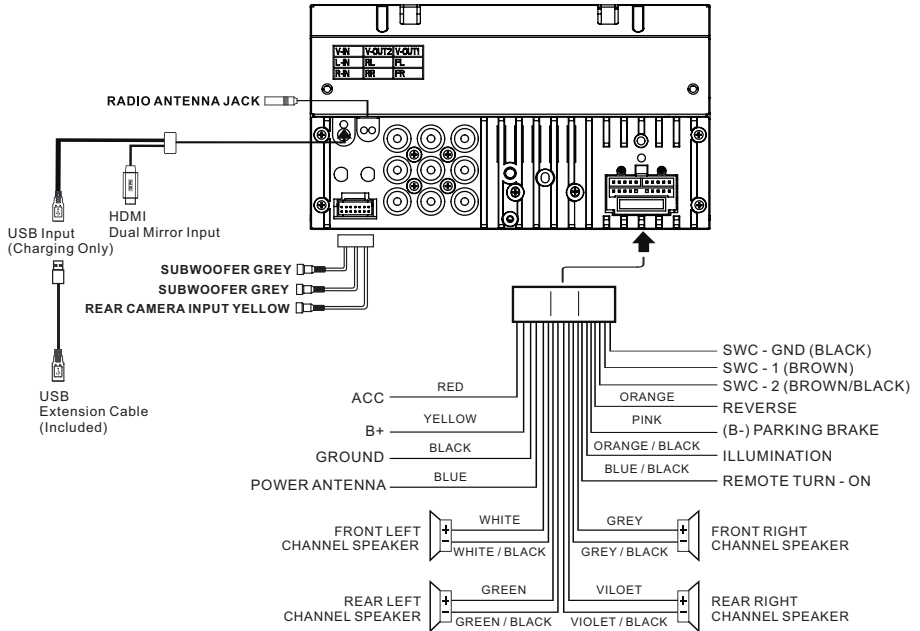 V-IN V-OUT2 V-OUT1
L-IN RL FL
R-IN RR FR
RADIO ANTENNA JACK
HDMI
Dual Mirror Input
USB Input
(Charging Only)
SUBWOOFER GREY
SUBWOOFER GREY
REAR CAMERA INPUT YELLOW
USB
Extension Cable
(Included)
ACC RED
B+ YELLOW
GROUND BLACK
POWER ANTENNA BLUE
SWC - GND (BLACK)
SWC - 1 (BROWN)
SWC - 2 (BROWN/BLACK)
ORANGE REVERSE
PINK (B-) PARKING BRAKE
ORANGE / BLACK ILLUMINATION
BLUE / BLACK REMOTE TURN - ON
FRONT LEFT
CHANNEL SPEAKER
+
-
WHITE
WHITE / BLACK
GREY
GREY / BLACK
+
-
FRONT RIGHT
CHANNEL SPEAKER
REAR LEFT
CHANNEL SPEAKER
+
-
GREEN
GREEN / BLACK
VILOET
VIOLET / BLACK
+
-
REAR RIGHT
CHANNEL SPEAKER